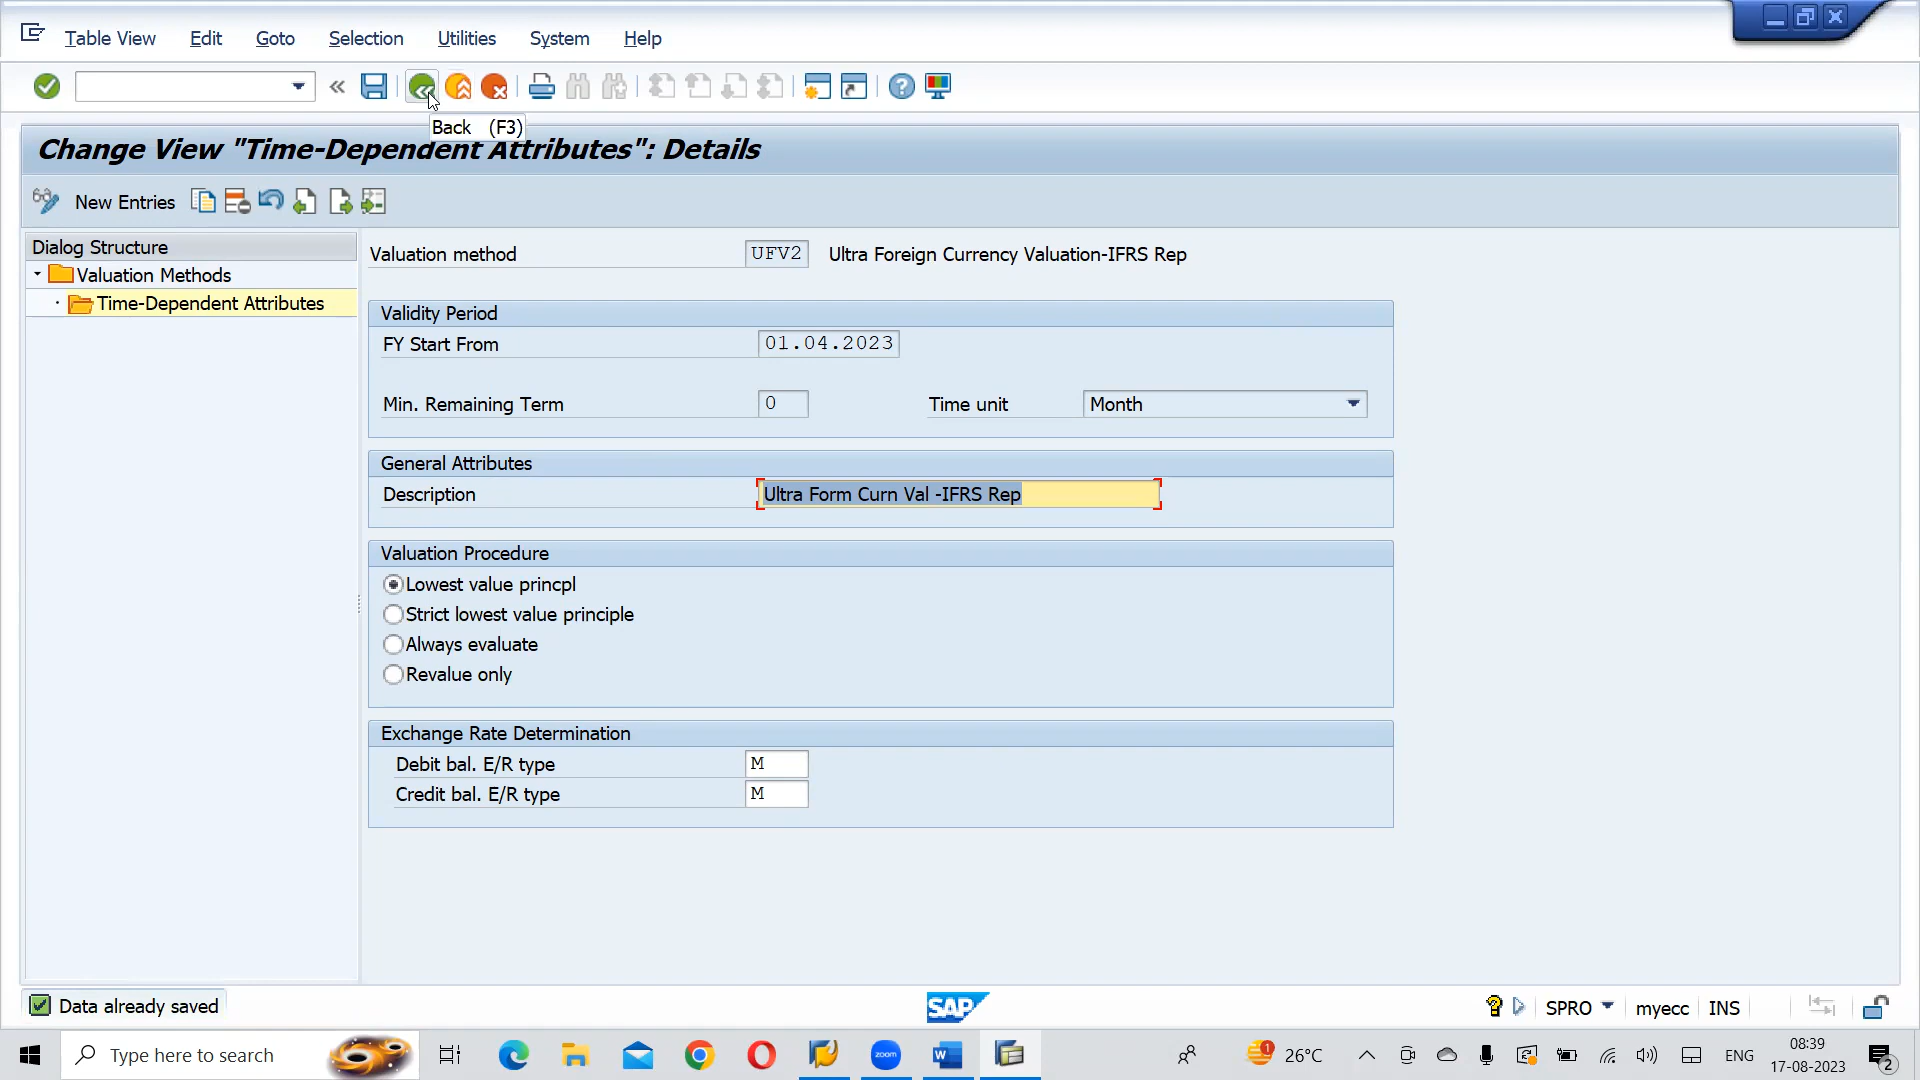 Table View Edit Goto Selection Utilities System Help
Back (F3)
Change View "Time-Dependent Attributes": Details
New Entries
Dialog Structure
Valuation Methods
Time-Dependent Attributes
Valuation method UFV2 Ultra Foreign Currency Valuation-IFRS Rep
Validity Period
FY Start From 01.04.2023
Min. Remaining Term 0 Time unit Month
General Attributes
Description Ultra Form Curn Val -IFRS Rep
Valuation Procedure
Lowest value princpl
Strict lowest value principle
Always evaluate
Revalue only
Exchange Rate Determination
Debit bal. E/R type M
Credit bal. E/R type M
Data already saved SAP SPRO myecc INS
Type here to search zoom W 1 26°C ENG 08:39
17-08-2023 2